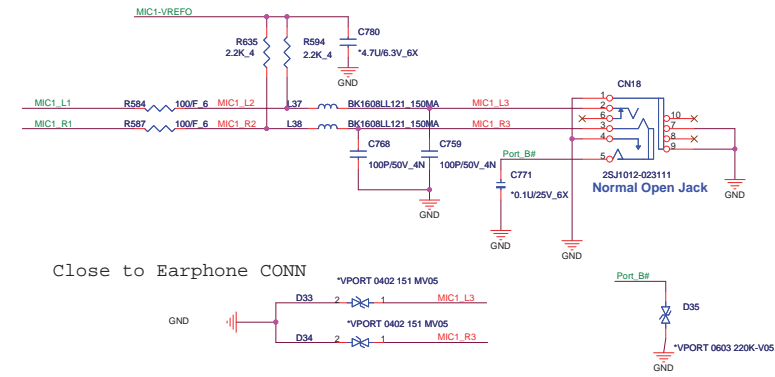 MIC1-VREFO
R635
2.2K_4
R594
2.2K_4
C780
*4.7U/6.3V_6X
GND
CN18
MIC1_L1
R584
100/F_6
MIC1_L2
L37
BK1608LL121_150MA
MIC1_L3
MIC1_R1
R587
100/F_6
MIC1_R2
L38
BK1608LL121_150MA
MIC1_R3
1
2
6
3
4
5
10
7
8
9
C768
100P/50V_4N
C759
100P/50V_4N
GND
Port_B#
C771
*0.1U/25V_6X
GND
2SJ1012-023111
Normal Open Jack
GND
GND
Close to Earphone CONN
*VPORT 0402 151 MV05
D33
2
1
MIC1_L3
GND
*VPORT 0402 151 MV05
D34
2
1
MIC1_R3
Port_B#
D35
*VPORT 0603 220K-V05
GND